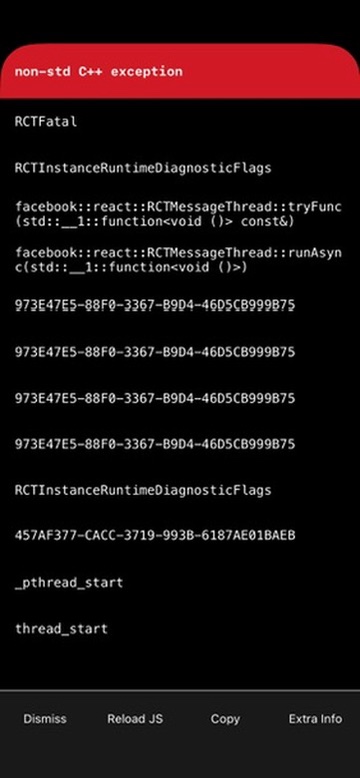 non-std C++ exception
RCTFatal
RCTInstanceRuntimeDiagnosticFlags
facebook::react::RCTMessageThread::tryFunc
(std::__1::function<void ()> const&)
facebook::react::RCTMessageThread::runAsyn
c(std::__1::function<void ()>)
973E47E5-88F0-3367-B9D4-46D5CB999B75
973E47E5-88F0-3367-B9D4-46D5CB999B75
973E47E5-88F0-3367-B9D4-46D5CB999B75
973E47E5-88F0-3367-B9D4-46D5CB999B75
RCTInstanceRuntimeDiagnosticFlags
457AF377-CACC-3719-993B-6187AE01BAEB
_pthread_start
thread_start
Dismiss Reload JS Copy Extra Info